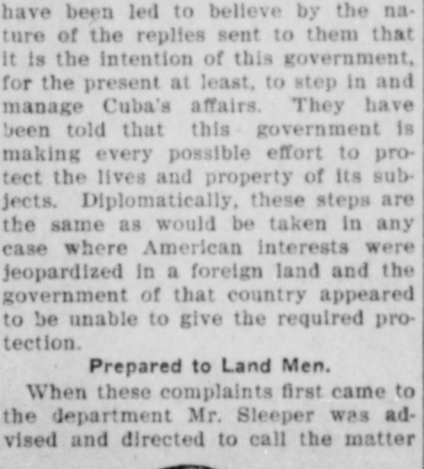 have been led to believe by the na-
ture of the replies sent to them that
it is the intention of this government,
for the present at least, to step in and
manage Cuba's affairs. They have
been told that this government is
making every possible effort to pro-
tect the lives and property of its sub-
jects. Diplomatically, these steps are
the same as would be taken in any
case where American interests were
jeopardized in a foreign land and the
government of that country appeared
to be unable to give the required pro-
tection.
Prepared to Land Men.
When these complaints first came to
the department Mr. Sleeper was ad-
vised and directed to call the matter